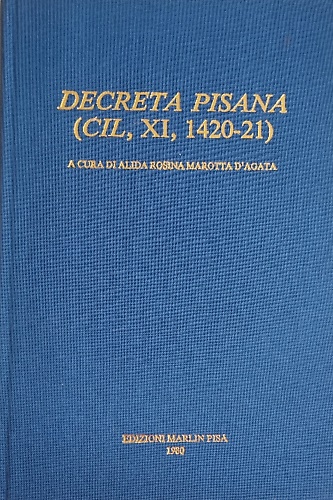 DECRETA PISANA
(CIL, XI, 1420-21)
A CURA DI ALIDA ROSINA MAROTTA D'AGATA
EDIZIONI MARLIN PISA
1980